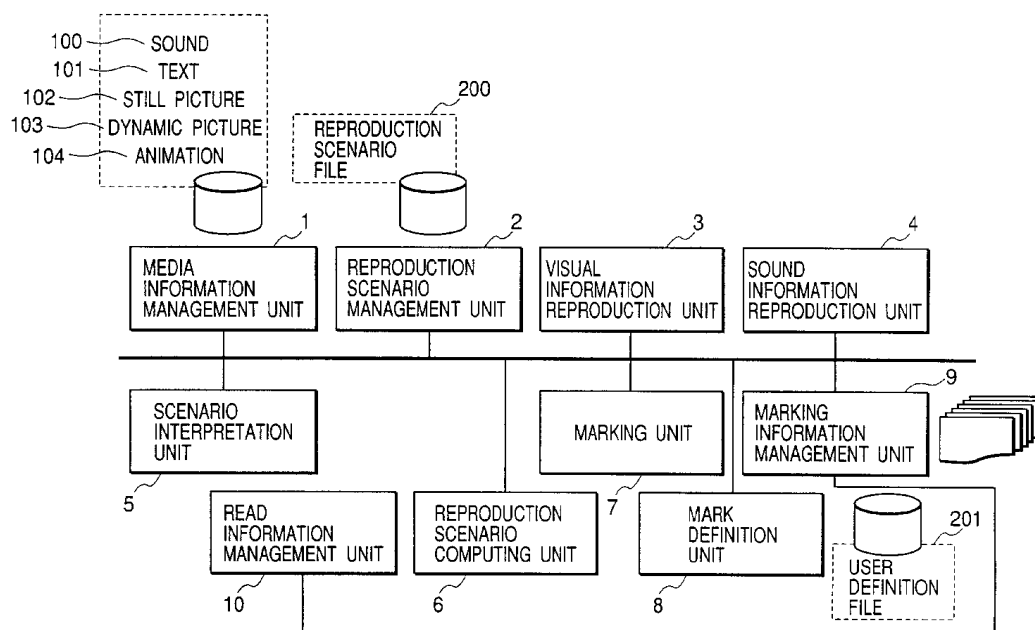 100
SOUND
101
TEXT
102
STILL PICTURE
103
DYNAMIC PICTURE
104
ANIMATION
200
REPRODUCTION
SCENARIO
FILE
1
MEDIA
INFORMATION
MANAGEMENT UNIT
2
REPRODUCTION
SCENARIO
MANAGEMENT UNIT
3
VISUAL
INFORMATION
REPRODUCTION UNIT
4
SOUND
INFORMATION
REPRODUCTION UNIT
SCENARIO
INTERPRETATION
UNIT
5
MARKING UNIT
7
9
MARKING
INFORMATION
MANAGEMENT UNIT
READ
INFORMATION
MANAGEMENT UNIT
10
REPRODUCTION
SCENARIO
COMPUTING UNIT
6
MARK
DEFINITION
UNIT
8
201
USER
DEFINITION
FILE